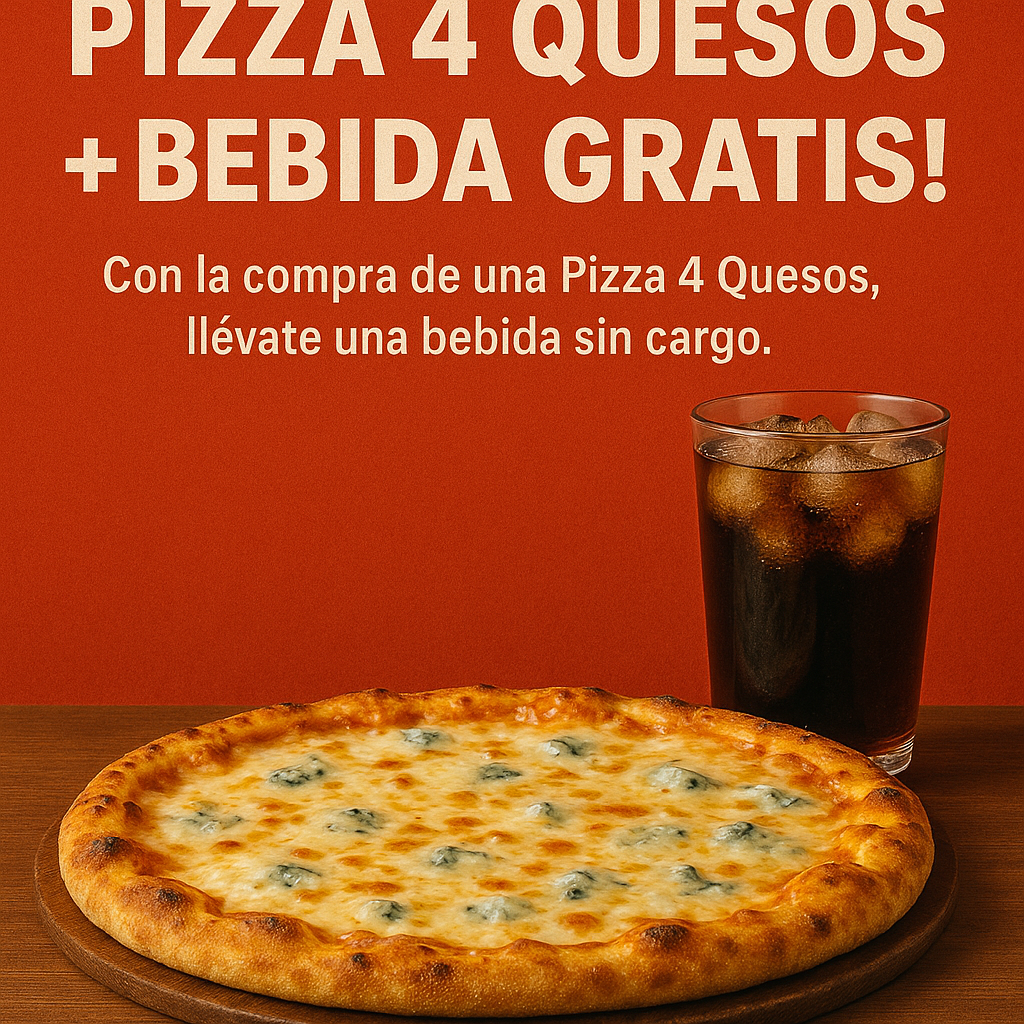 PIZZA 4 QUESOS
+ BEBIDA GRATIS!
Con la compra de una Pizza 4 Quesos,
llévate una bebida sin cargo.